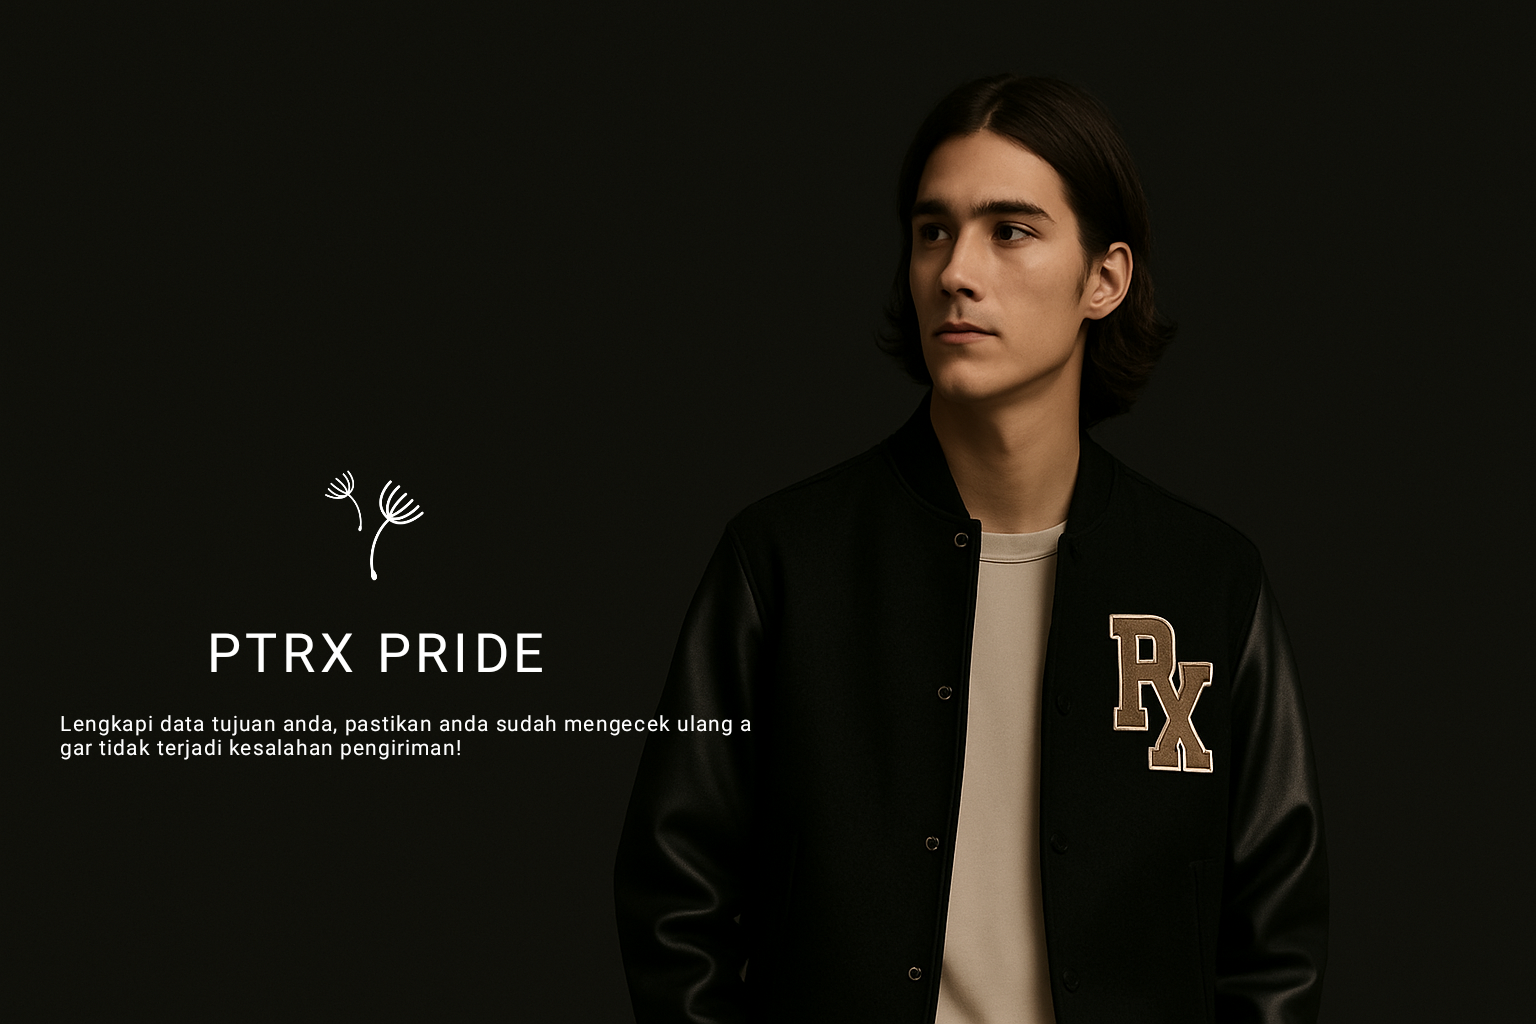 PTRX PRIDE
Lengkapi data tujuan anda, pastikan anda sudah mengecek ulang a
gar tidak terjadi kesalahan pengiriman!
RX